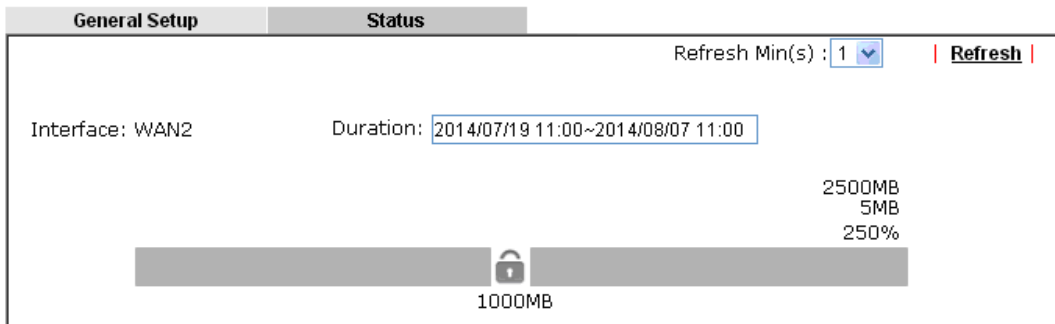 General Setup Status
Refresh Min(s) : 1 | Refresh |
Interface: WAN2 Duration: 2014/07/19 11:00~2014/08/07 11:00
2500MB
5MB
250%
1000MB